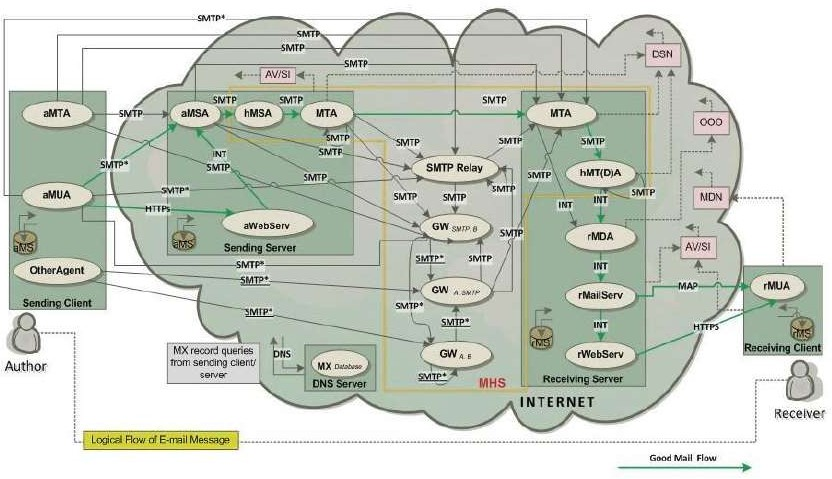 SMTP*
SMTP
SMTP
AV/SI
DSN
SMTP
SMTP
SMTP
aMTA
SMTP
aMSA
hMSA
MTA
MTA
OOO
SMTP
SMTP
SMTP
INT
SMTP
SMTP
SMTP
SMTP
SMTP*
SMTP Relay
hMT(D)A
aMUA
SMTP*
SMTP
SMTP
SMTP
SMTP
INT
MDN
HTTPs
aMS
aMS
aWebServ
GW SMTP, B
rMDA
Sending Server
AV/SI
SMTP*
SMTP
SMTP
INT
OtherAgent
SMTP*
GW A, SMTP
rMailServ
MAP
rMUA
Sending Client
SMTP*
SMTP*
SMTP*
INT
rMS
rMS
HTTPS
Receiving Client
Author
MX record queries
from sending client/
server
DNS
MX Database
DNS Server
GW A, B
SMTP*
MHS
rWebServ
Receiving Server
INTERNET
Receiver
Logical Flow of E-mail Message
Good Mail Flow